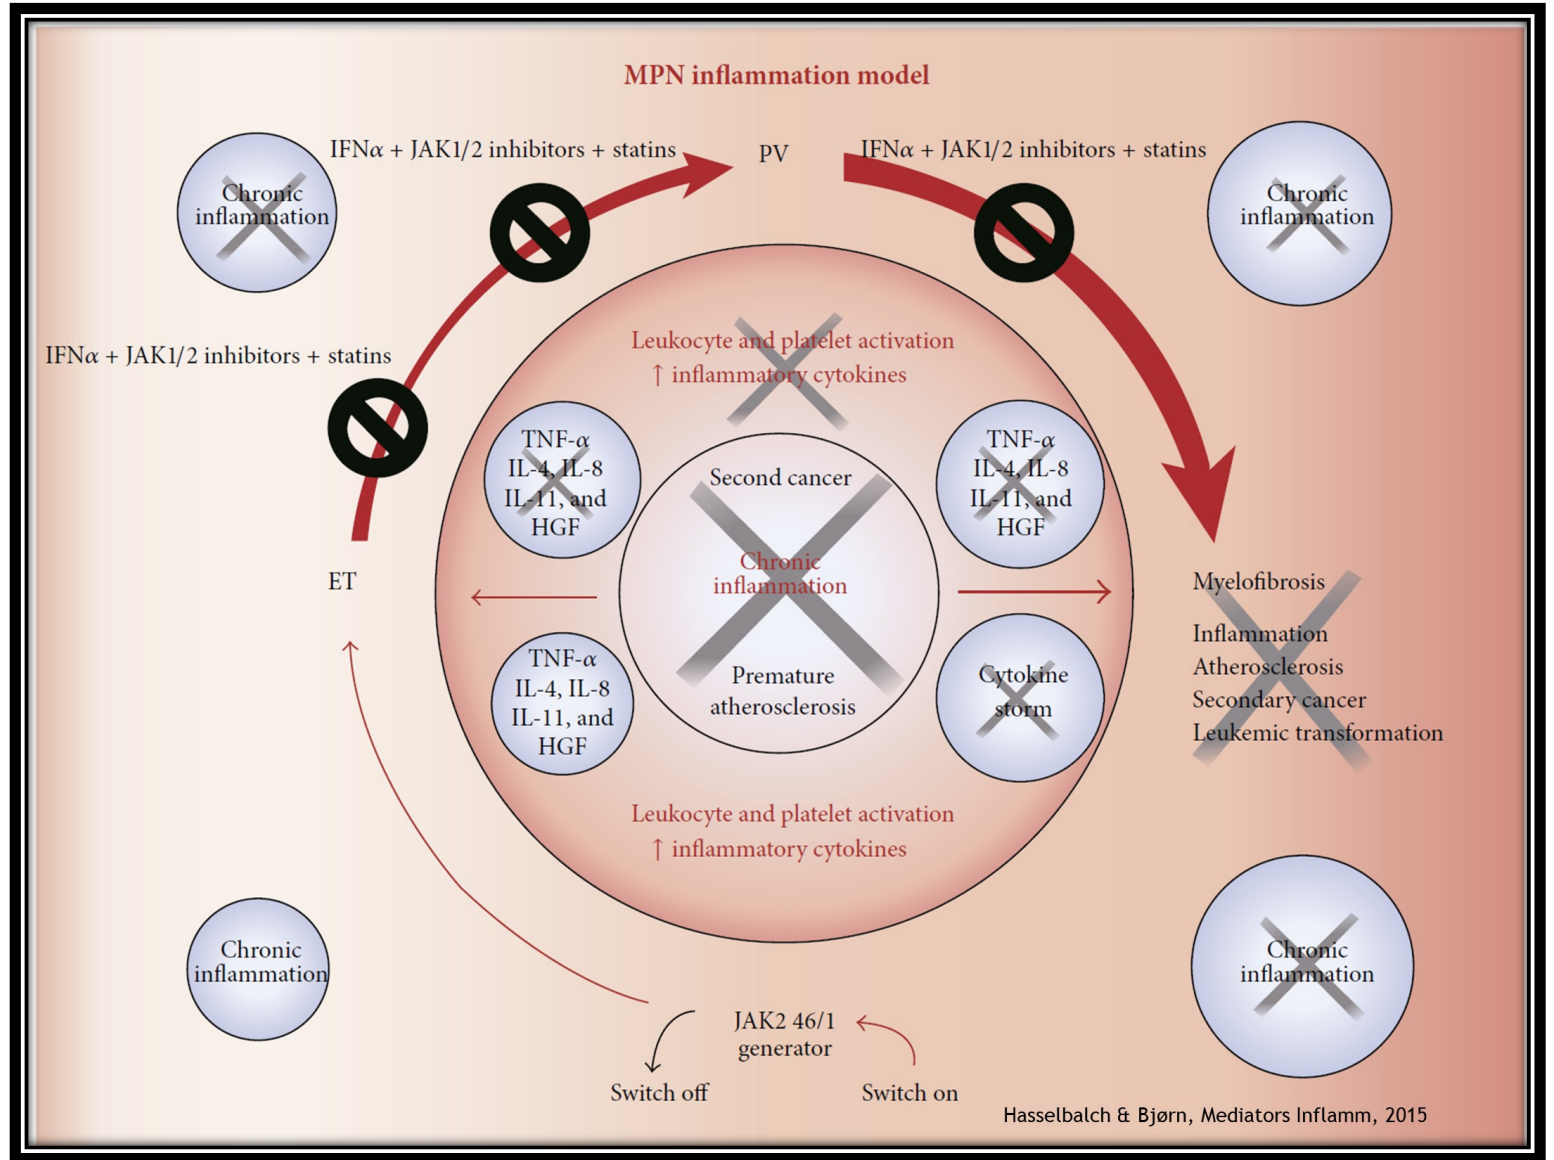 MPN inflammation model
IFNα + JAK1/2 inhibitors + statins
PV
IFNα + JAK1/2 inhibitors + statins
Chronic
inflammation
Chronic
inflammation
IFNα + JAK1/2 inhibitors + statins
Leukocyte and platelet activation
↑ inflammatory cytokines
TNF-α
IL-4, IL-8
IL-11, and
HGF
Second cancer
TNF-α
IL-4, IL-8
IL-11, and
HGF
Chronic
inflammation
ET
Myelofibrosis
Inflammation
Atherosclerosis
Secondary cancer
Leukemic transformation
TNF-α
IL-4, IL-8
IL-11, and
HGF
Premature
atherosclerosis
Cytokine
storm
Leukocyte and platelet activation
↑ inflammatory cytokines
Chronic
inflammation
Chronic
inflammation
JAK2 46/1
generator
Switch off
Switch on
Hasselbalch & Bjørn, Mediators Inflamm, 2015